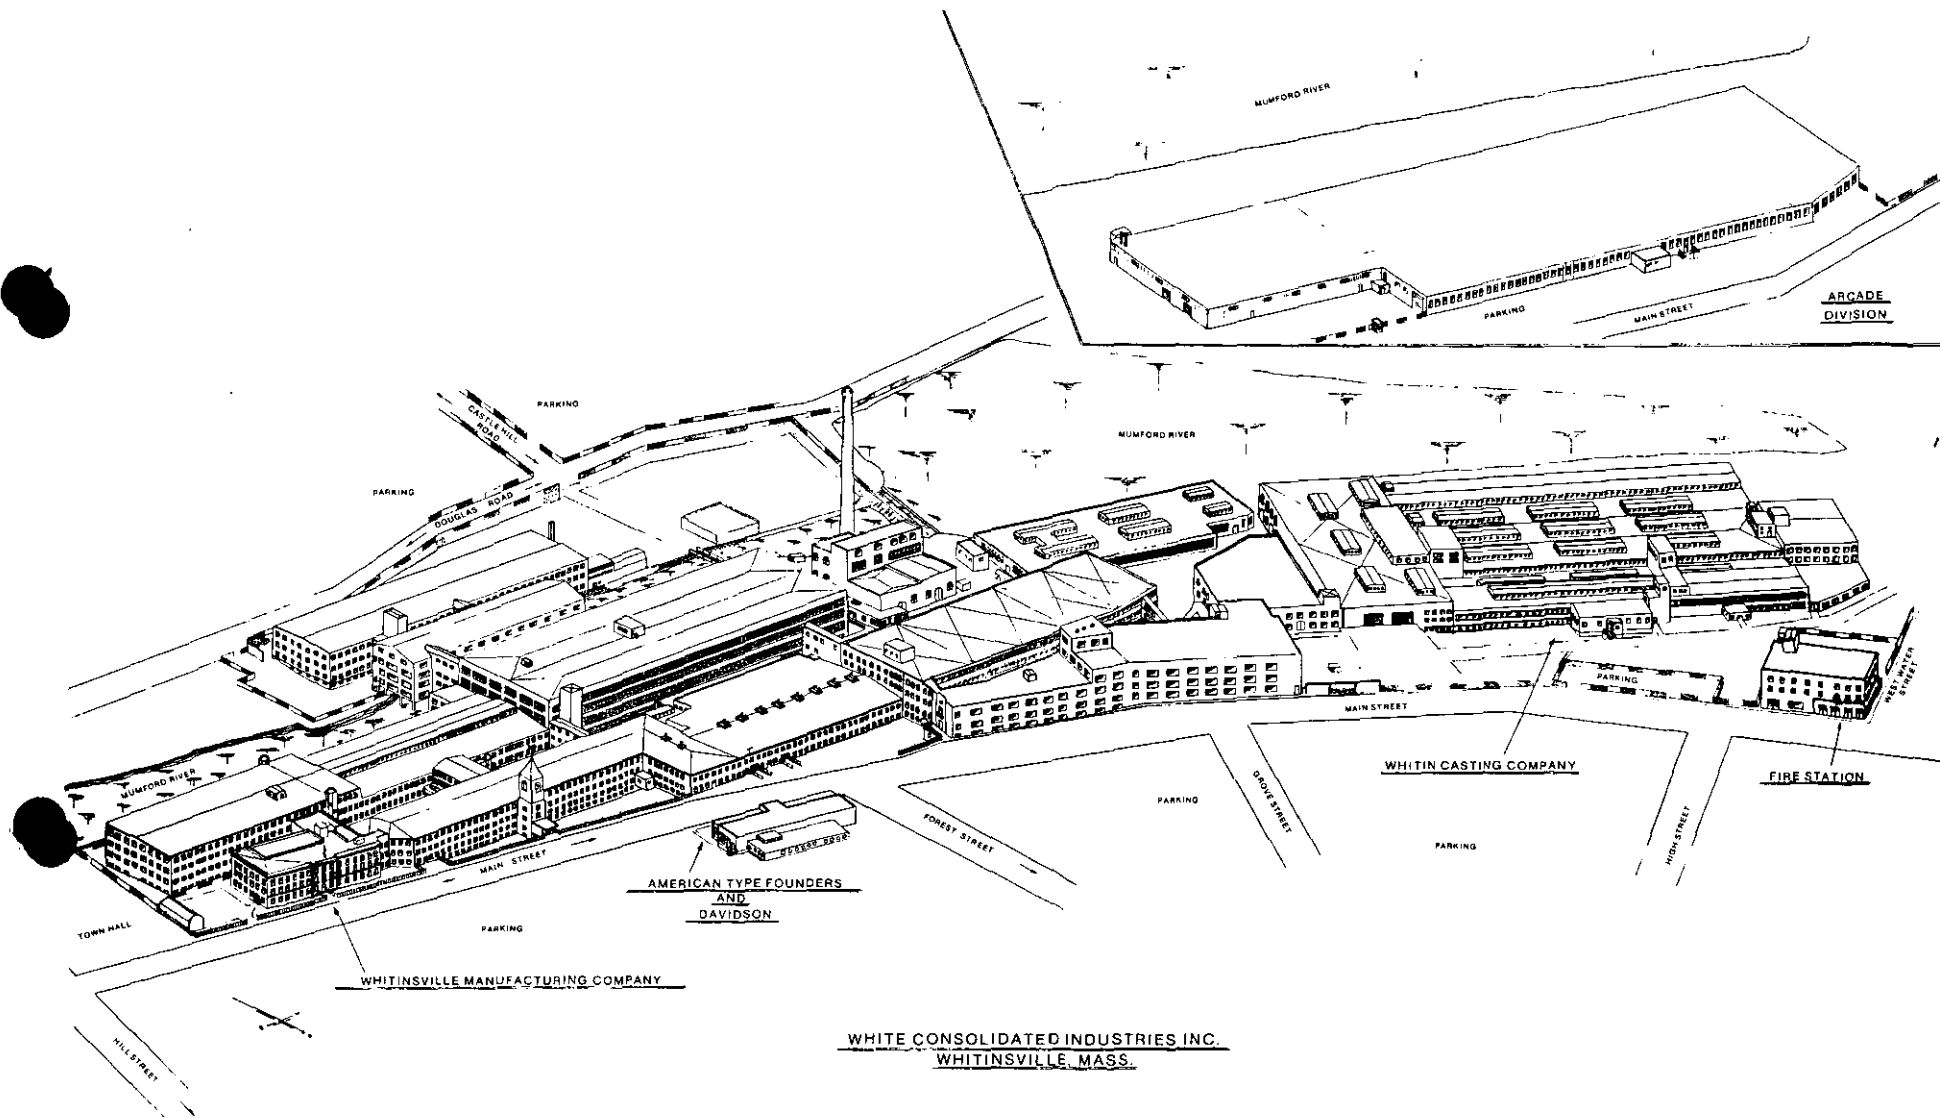 MUMFORD RIVER
ARCADE
DIVISION
PARKING
MAIN STREET
PARKING
CASTLE HILL
ROAD
MUMFORD RIVER
PARKING
DOUGLAS ROAD
WEST WATER
STREET
PARKING
MAIN STREET
WHITIN CASTING COMPANY
FIRE STATION
MUMFORD RIVER
GROVE STREET
PARKING
FOREST STREET
HIGH STREET
PARKING
MAIN STREET
AMERICAN TYPE FOUNDERS
AND
DAVIDSON
TOWN HALL
PARKING
WHITINSVILLE MANUFACTURING COMPANY
HILL STREET
WHITE CONSOLIDATED INDUSTRIES INC.
WHITINSVILLE, MASS.